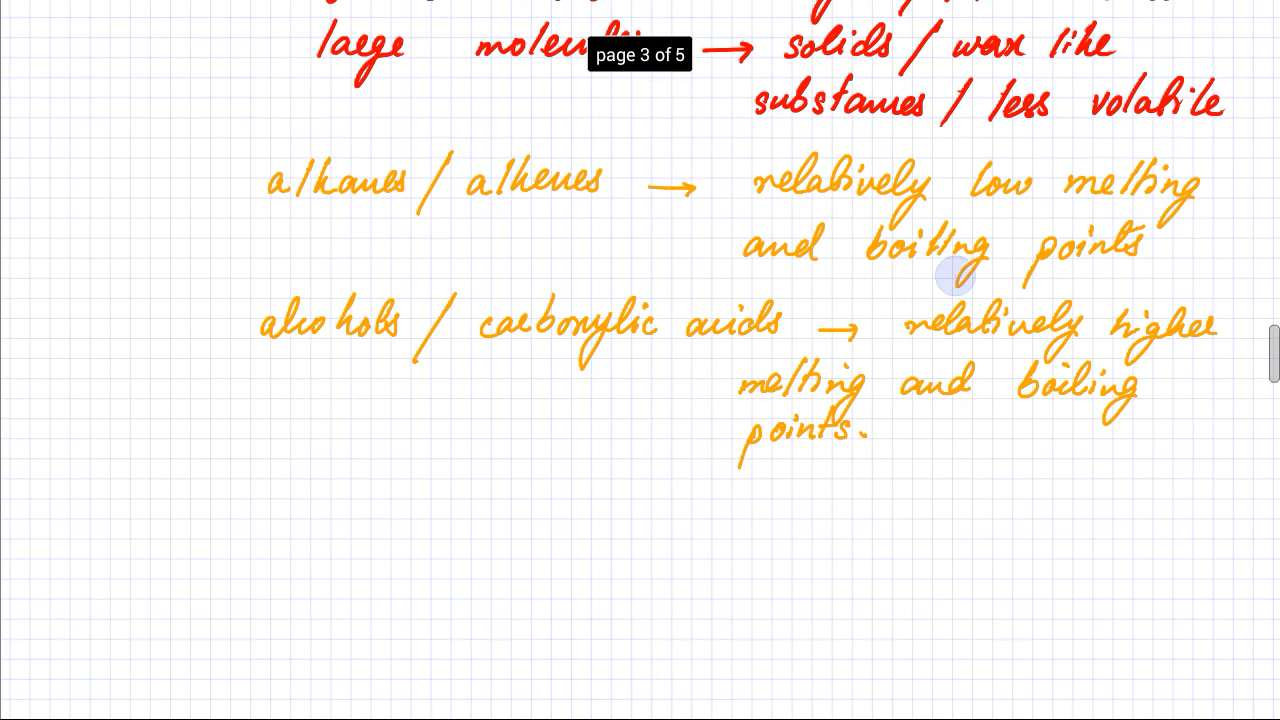 large molecules → solids / wax like
page 3 of 5
substances / less volatile
alkanes / alkenes → relatively low melting
and boiling points
alcohols / carboxylic acids → relatively higher
melting and boiling
points.